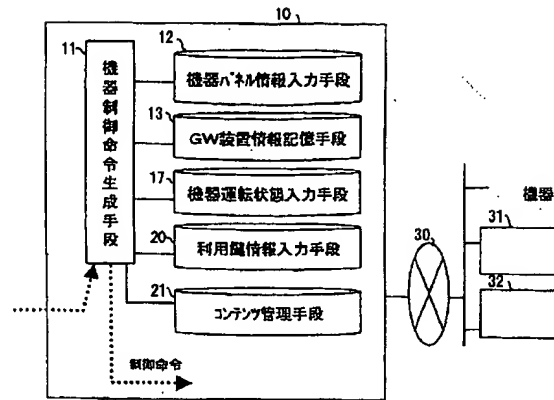 10
11
機器制御命令生成手段
12
機器パネル情報入力手段
13
GW装置情報記憶手段
17
機器運転状態入力手段
20
利用鍵情報入力手段
21
コンテンツ管理手段
制御命令
30
機器
31
32